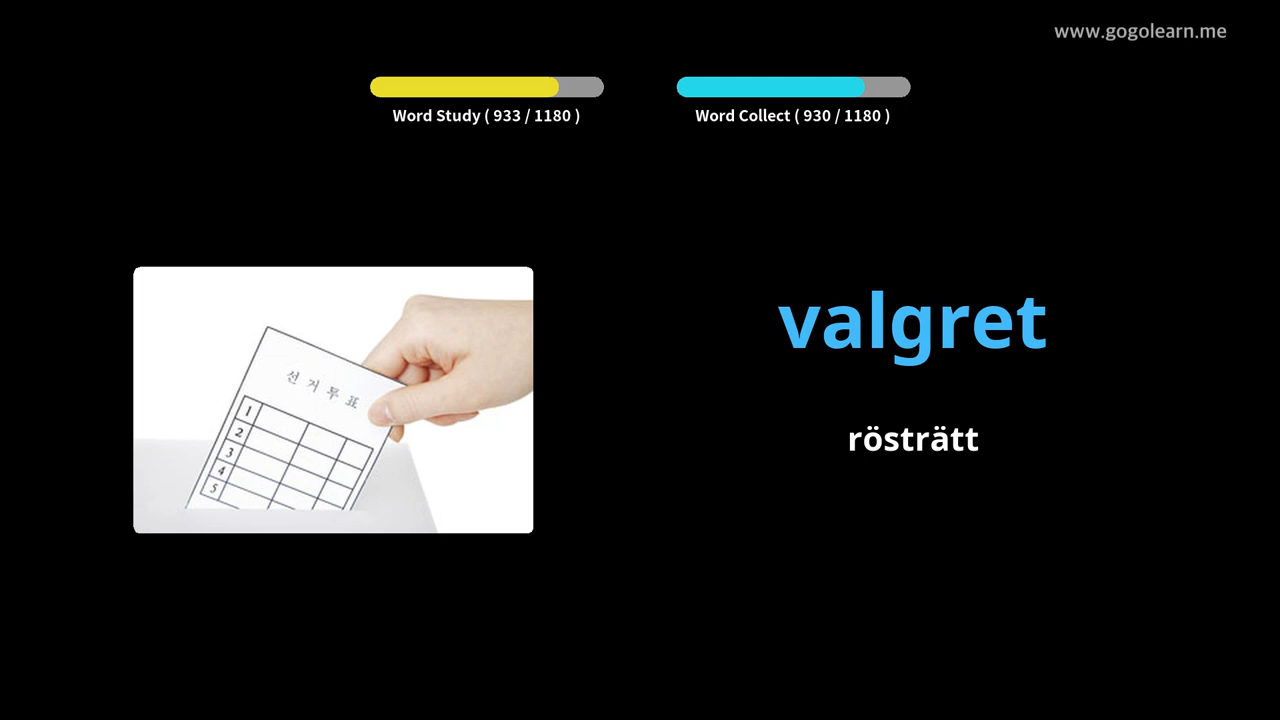 www.gogolearn.me
Word Study ( 933 / 1180 )
Word Collect ( 930 / 1180 )
선거투표
1
2
3
4
5
valgret
rösträtt